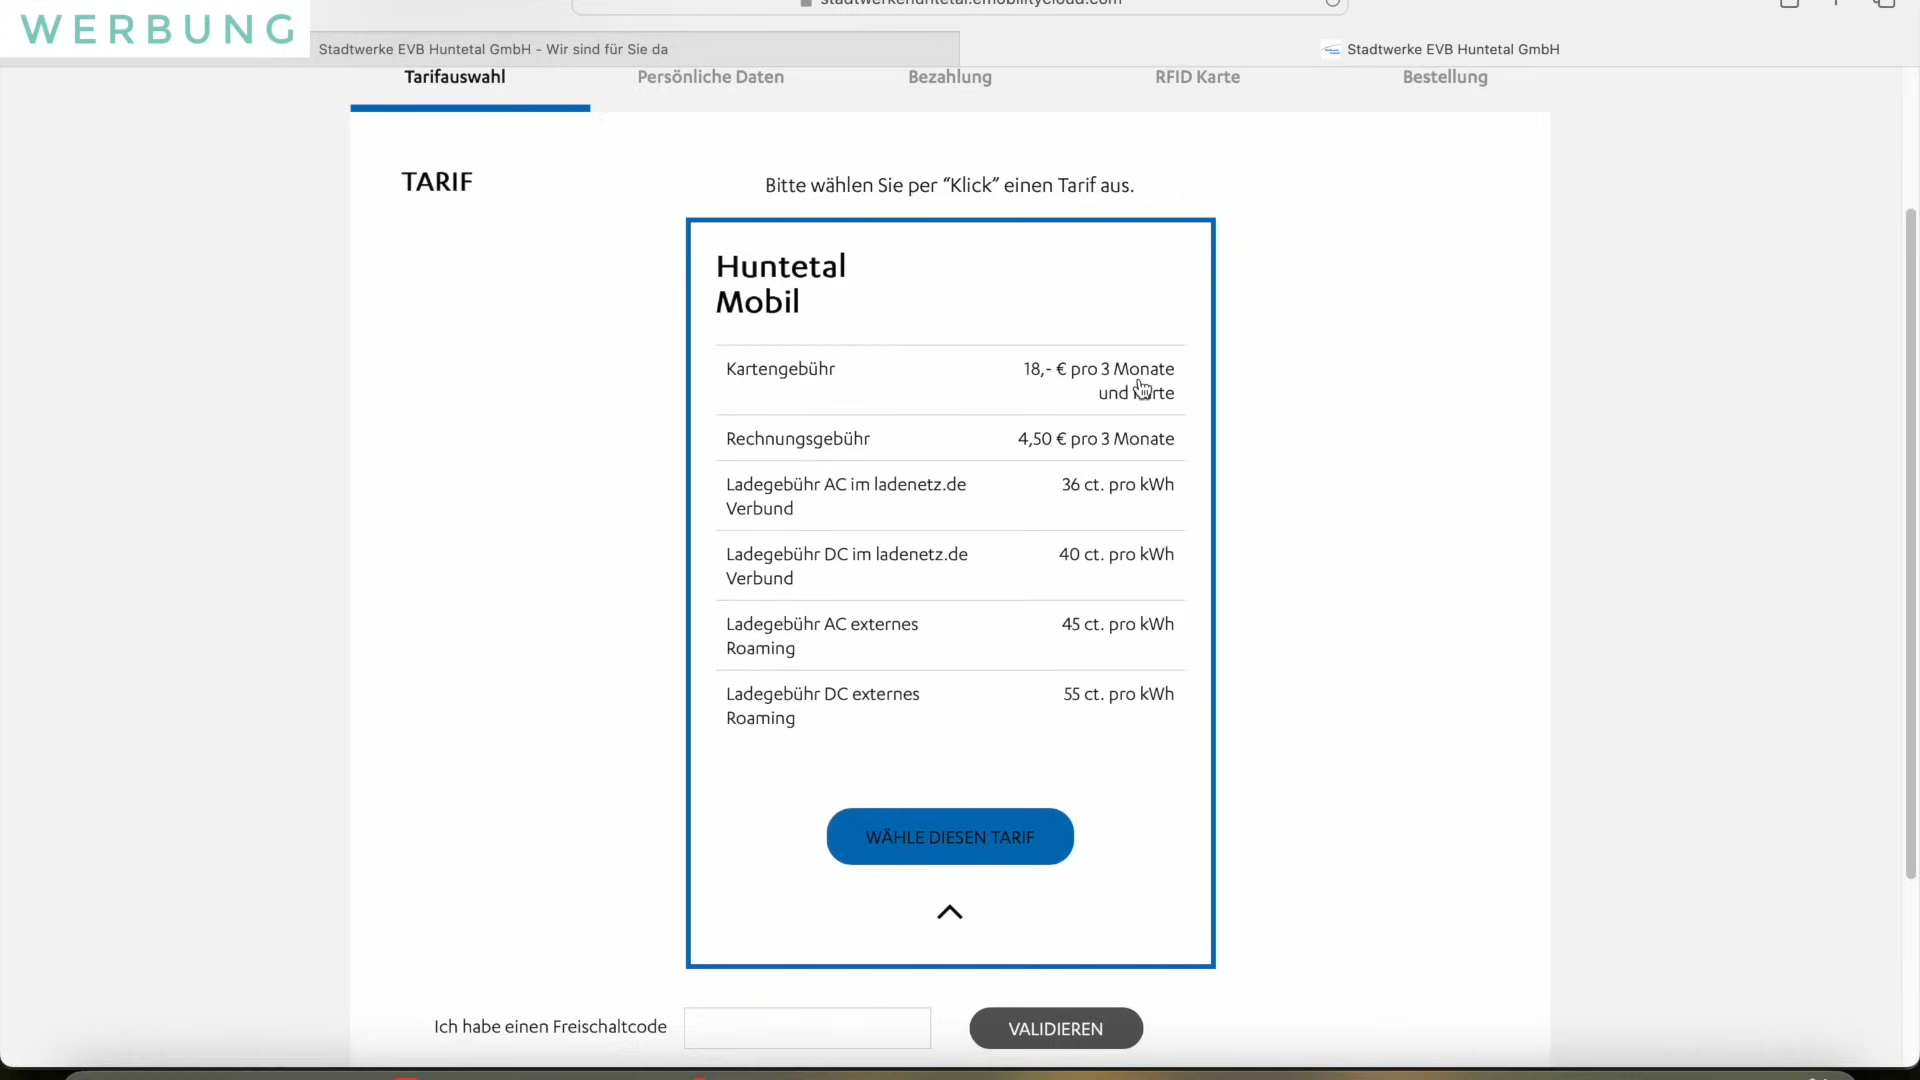 WERBUNG
stadtwerkehuntetal.emobilitycloud.com
Stadtwerke EVB Huntetal GmbH - Wir sind für Sie da
Stadtwerke EVB Huntetal GmbH
Tarifauswahl
Persönliche Daten
Bezahlung
RFID Karte
Bestellung
TARIF
Bitte wählen Sie per “Klick” einen Tarif aus.
Huntetal
Mobil
Kartengebühr
18,- € pro 3 Monate
und Karte
Rechnungsgebühr
4,50 € pro 3 Monate
Ladegebühr AC im ladenetz.de
Verbund
36 ct. pro kWh
Ladegebühr DC im ladenetz.de
Verbund
40 ct. pro kWh
Ladegebühr AC externes
Roaming
45 ct. pro kWh
Ladegebühr DC externes
Roaming
55 ct. pro kWh
WÄHLE DIESEN TARIF
Ich habe einen Freischaltcode
VALIDIEREN